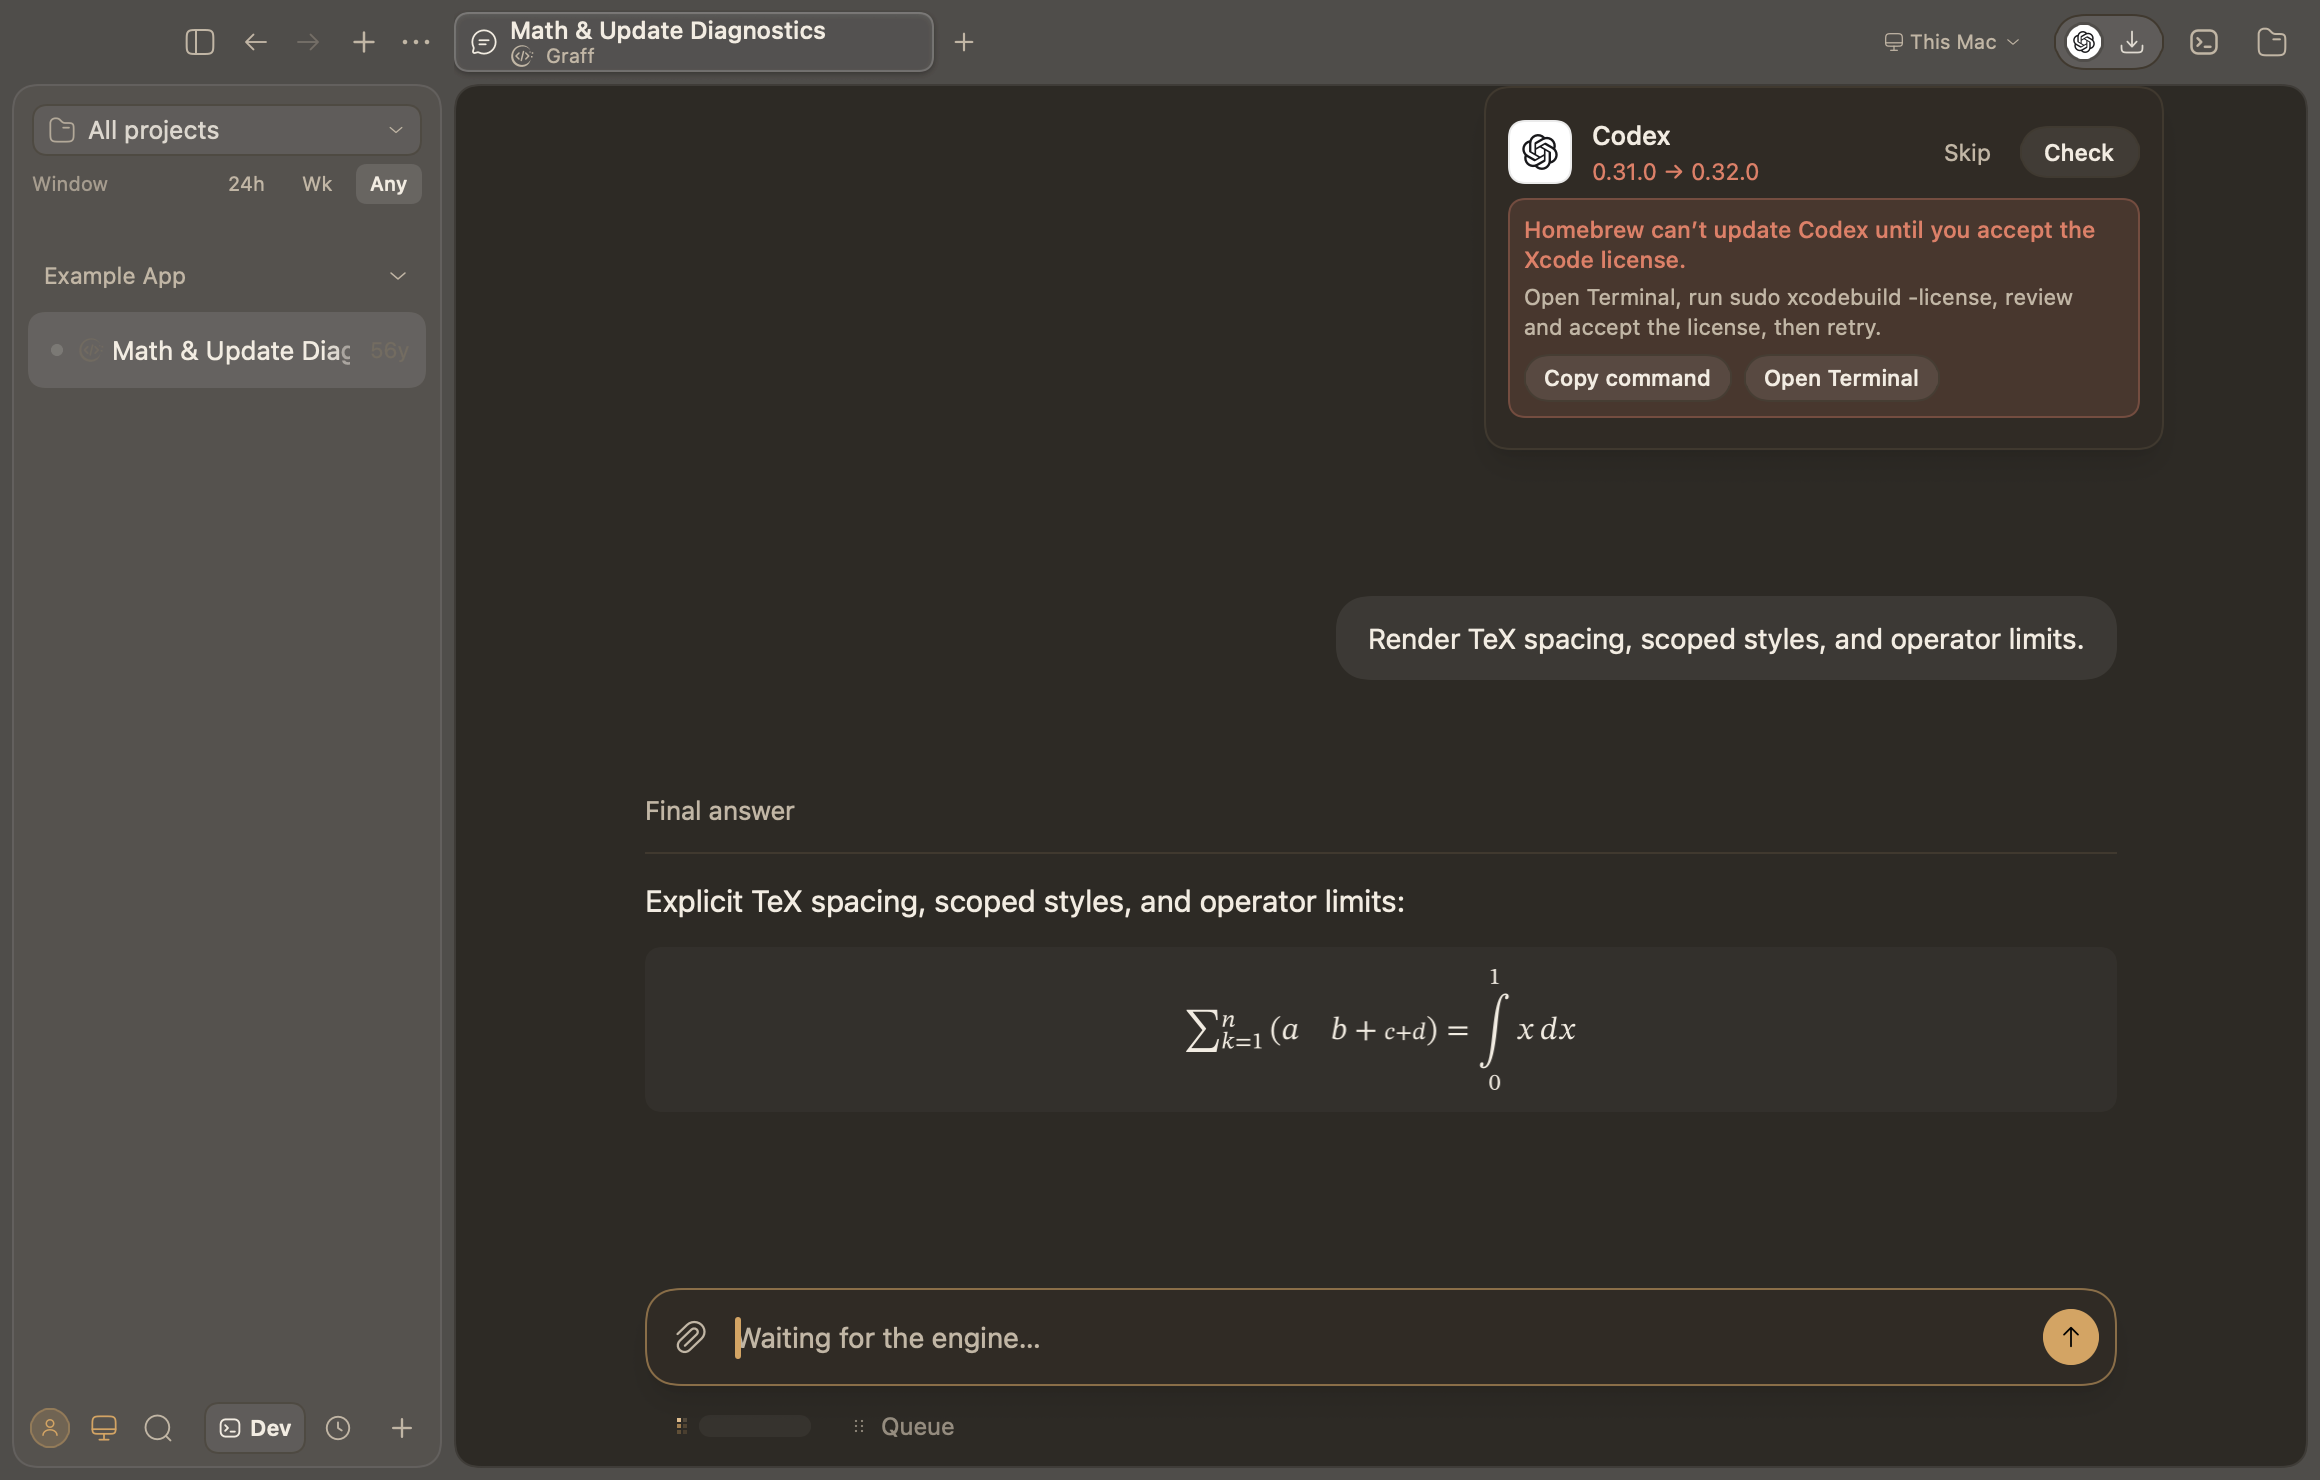 Math & Update Diagnostics
Graff
This Mac
All projects
Window 24h Wk Any
Example App
Math & Update Diag 56y
Codex
0.31.0 → 0.32.0
Skip Check
Homebrew can’t update Codex until you accept the
Xcode license.
Open Terminal, run sudo xcodebuild -license, review
and accept the license, then retry.
Copy command Open Terminal
Render TeX spacing, scoped styles, and operator limits.
Final answer
Explicit TeX spacing, scoped styles, and operator limits:
∑ⁿₖ₌₁ (a b + c+d) = ∫₀¹ x dx
Waiting for the engine...
Dev
Queue